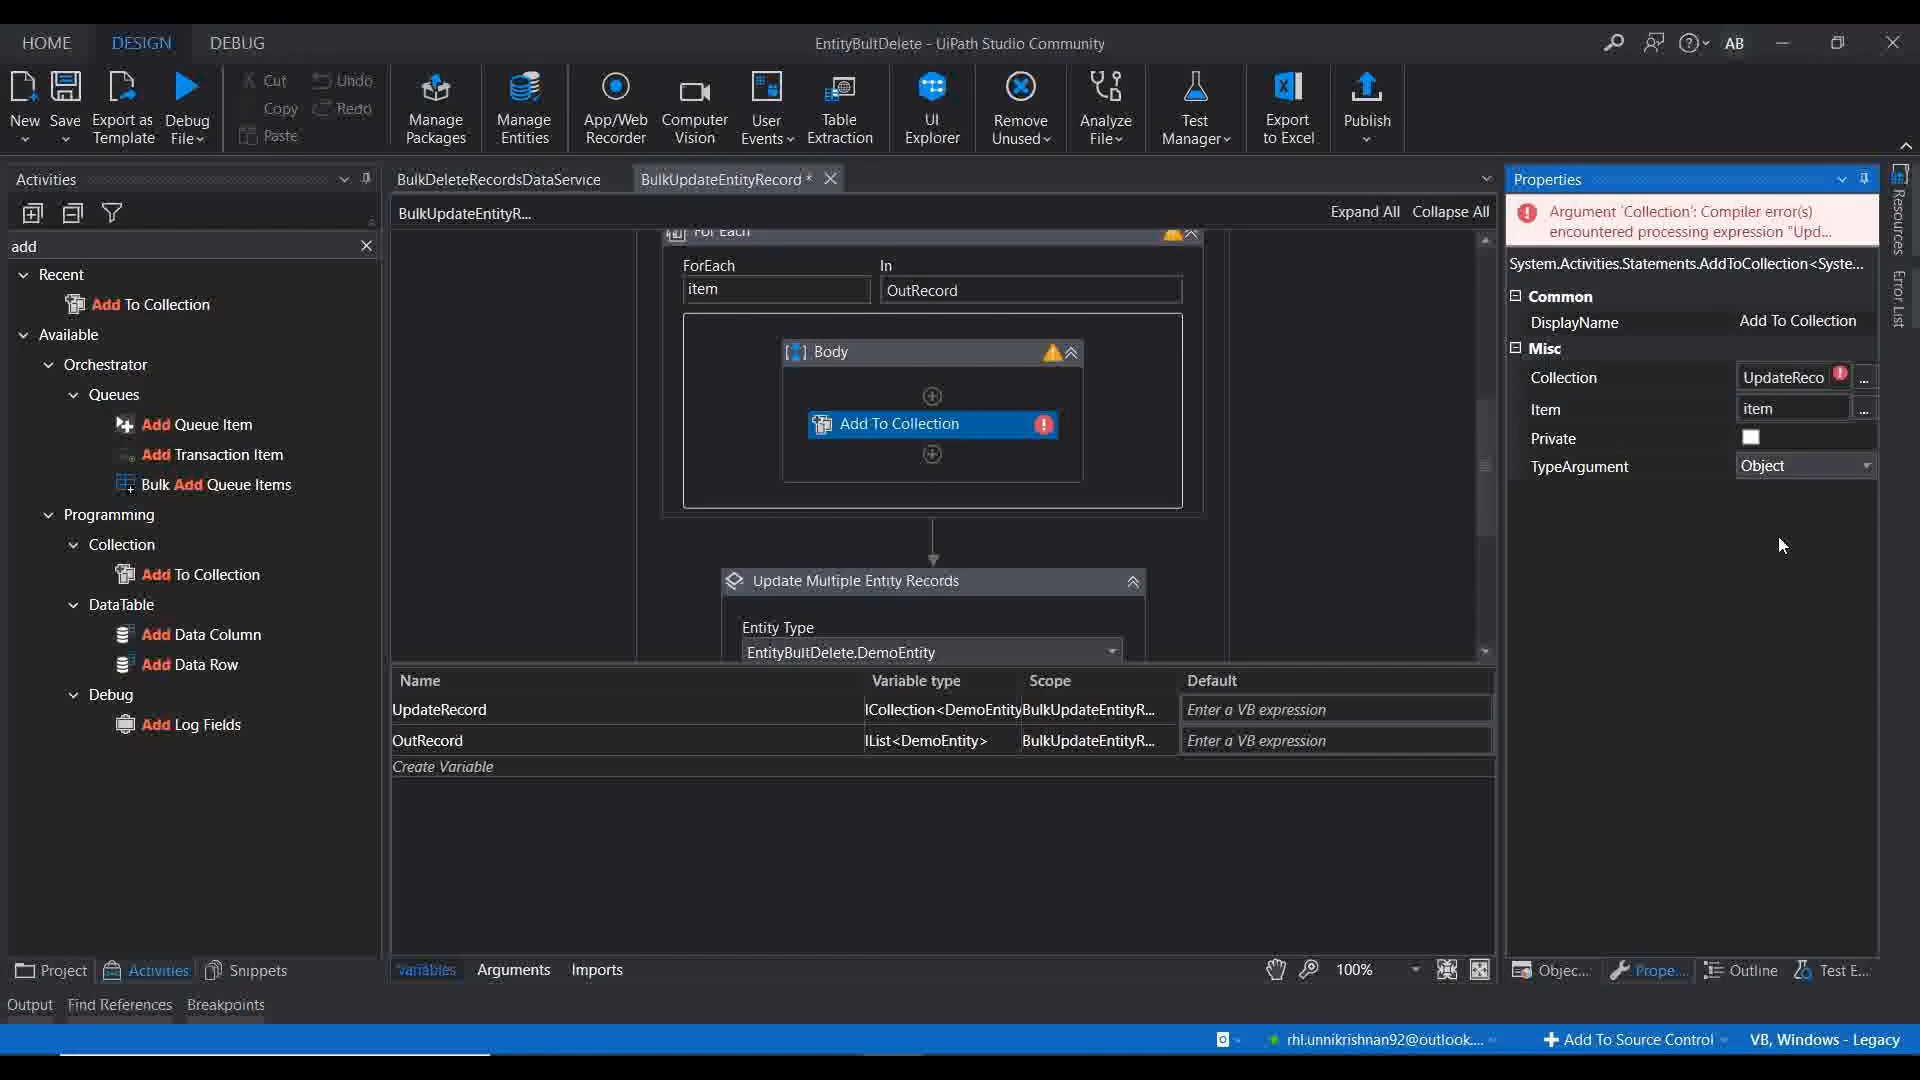 HOME DESIGN DEBUG
EntityBultDelete - UiPath Studio Community
AB
New
Save
Export as
Template
Debug
File
Cut
Copy
Paste
Undo
Redo
Manage
Packages
Manage
Entities
App/Web
Recorder
Computer
Vision
User
Events
Table
Extraction
UI
Explorer
Remove
Unused
Analyze
File
Test
Manager
Export
to Excel
Publish
Activities
add
Recent
Add To Collection
Available
Orchestrator
Queues
Add Queue Item
Add Transaction Item
Bulk Add Queue Items
Programming
Collection
Add To Collection
DataTable
Add Data Column
Add Data Row
Debug
Add Log Fields
Project Activities Snippets
BulkDeleteRecordsDataService BulkUpdateEntityRecord *
BulkUpdateEntityR...
Expand All Collapse All
For Each
ForEach In
item OutRecord
Body
Add To Collection
Update Multiple Entity Records
Entity Type
EntityBultDelete.DemoEntity
Name Variable type Scope Default
UpdateRecord ICollection<DemoEntity BulkUpdateEntityR... Enter a VB expression
OutRecord IList<DemoEntity> BulkUpdateEntityR... Enter a VB expression
Create Variable
Variables Arguments Imports
100%
Properties
Argument 'Collection': Compiler error(s)
encountered processing expression "Upd...
System.Activities.Statements.AddToCollection<Syste...
Common
DisplayName Add To Collection
Misc
Collection UpdateReco ...
Item item ...
Private
TypeArgument Object
Objec... Prope... Outline Test E...
Resources
Error List
Output Find References Breakpoints
rhl.unnikrishnan92@outlook....
Add To Source Control
VB, Windows - Legacy